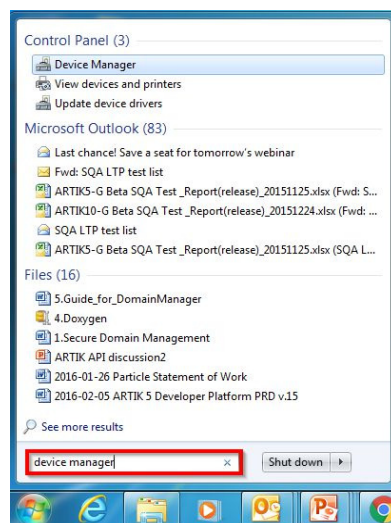 Control Panel (3)
Device Manager
View devices and printers
Update device drivers
Microsoft Outlook (83)
Last chance! Save a seat for tomorrow's webinar
Fwd: SQA LTP test list
ARTIK5-G Beta SQA Test _Report(release)_20151125.xlsx (Fwd: S...
ARTIK10-G Beta SQA Test _Report(release)_20151224.xlsx (Fwd: ...
SQA LTP test list
ARTIK5-G Beta SQA Test _Report(release)_20151125.xlsx (SQA L...
Files (16)
5.Guide_for_DomainManager
4.Doxygen
1.Secure Domain Management
ARTIK API discussion2
2016-01-26 Particle Statement of Work
2016-02-05 ARTIK 5 Developer Platform PRD v.15
See more results
device manager
Shut down